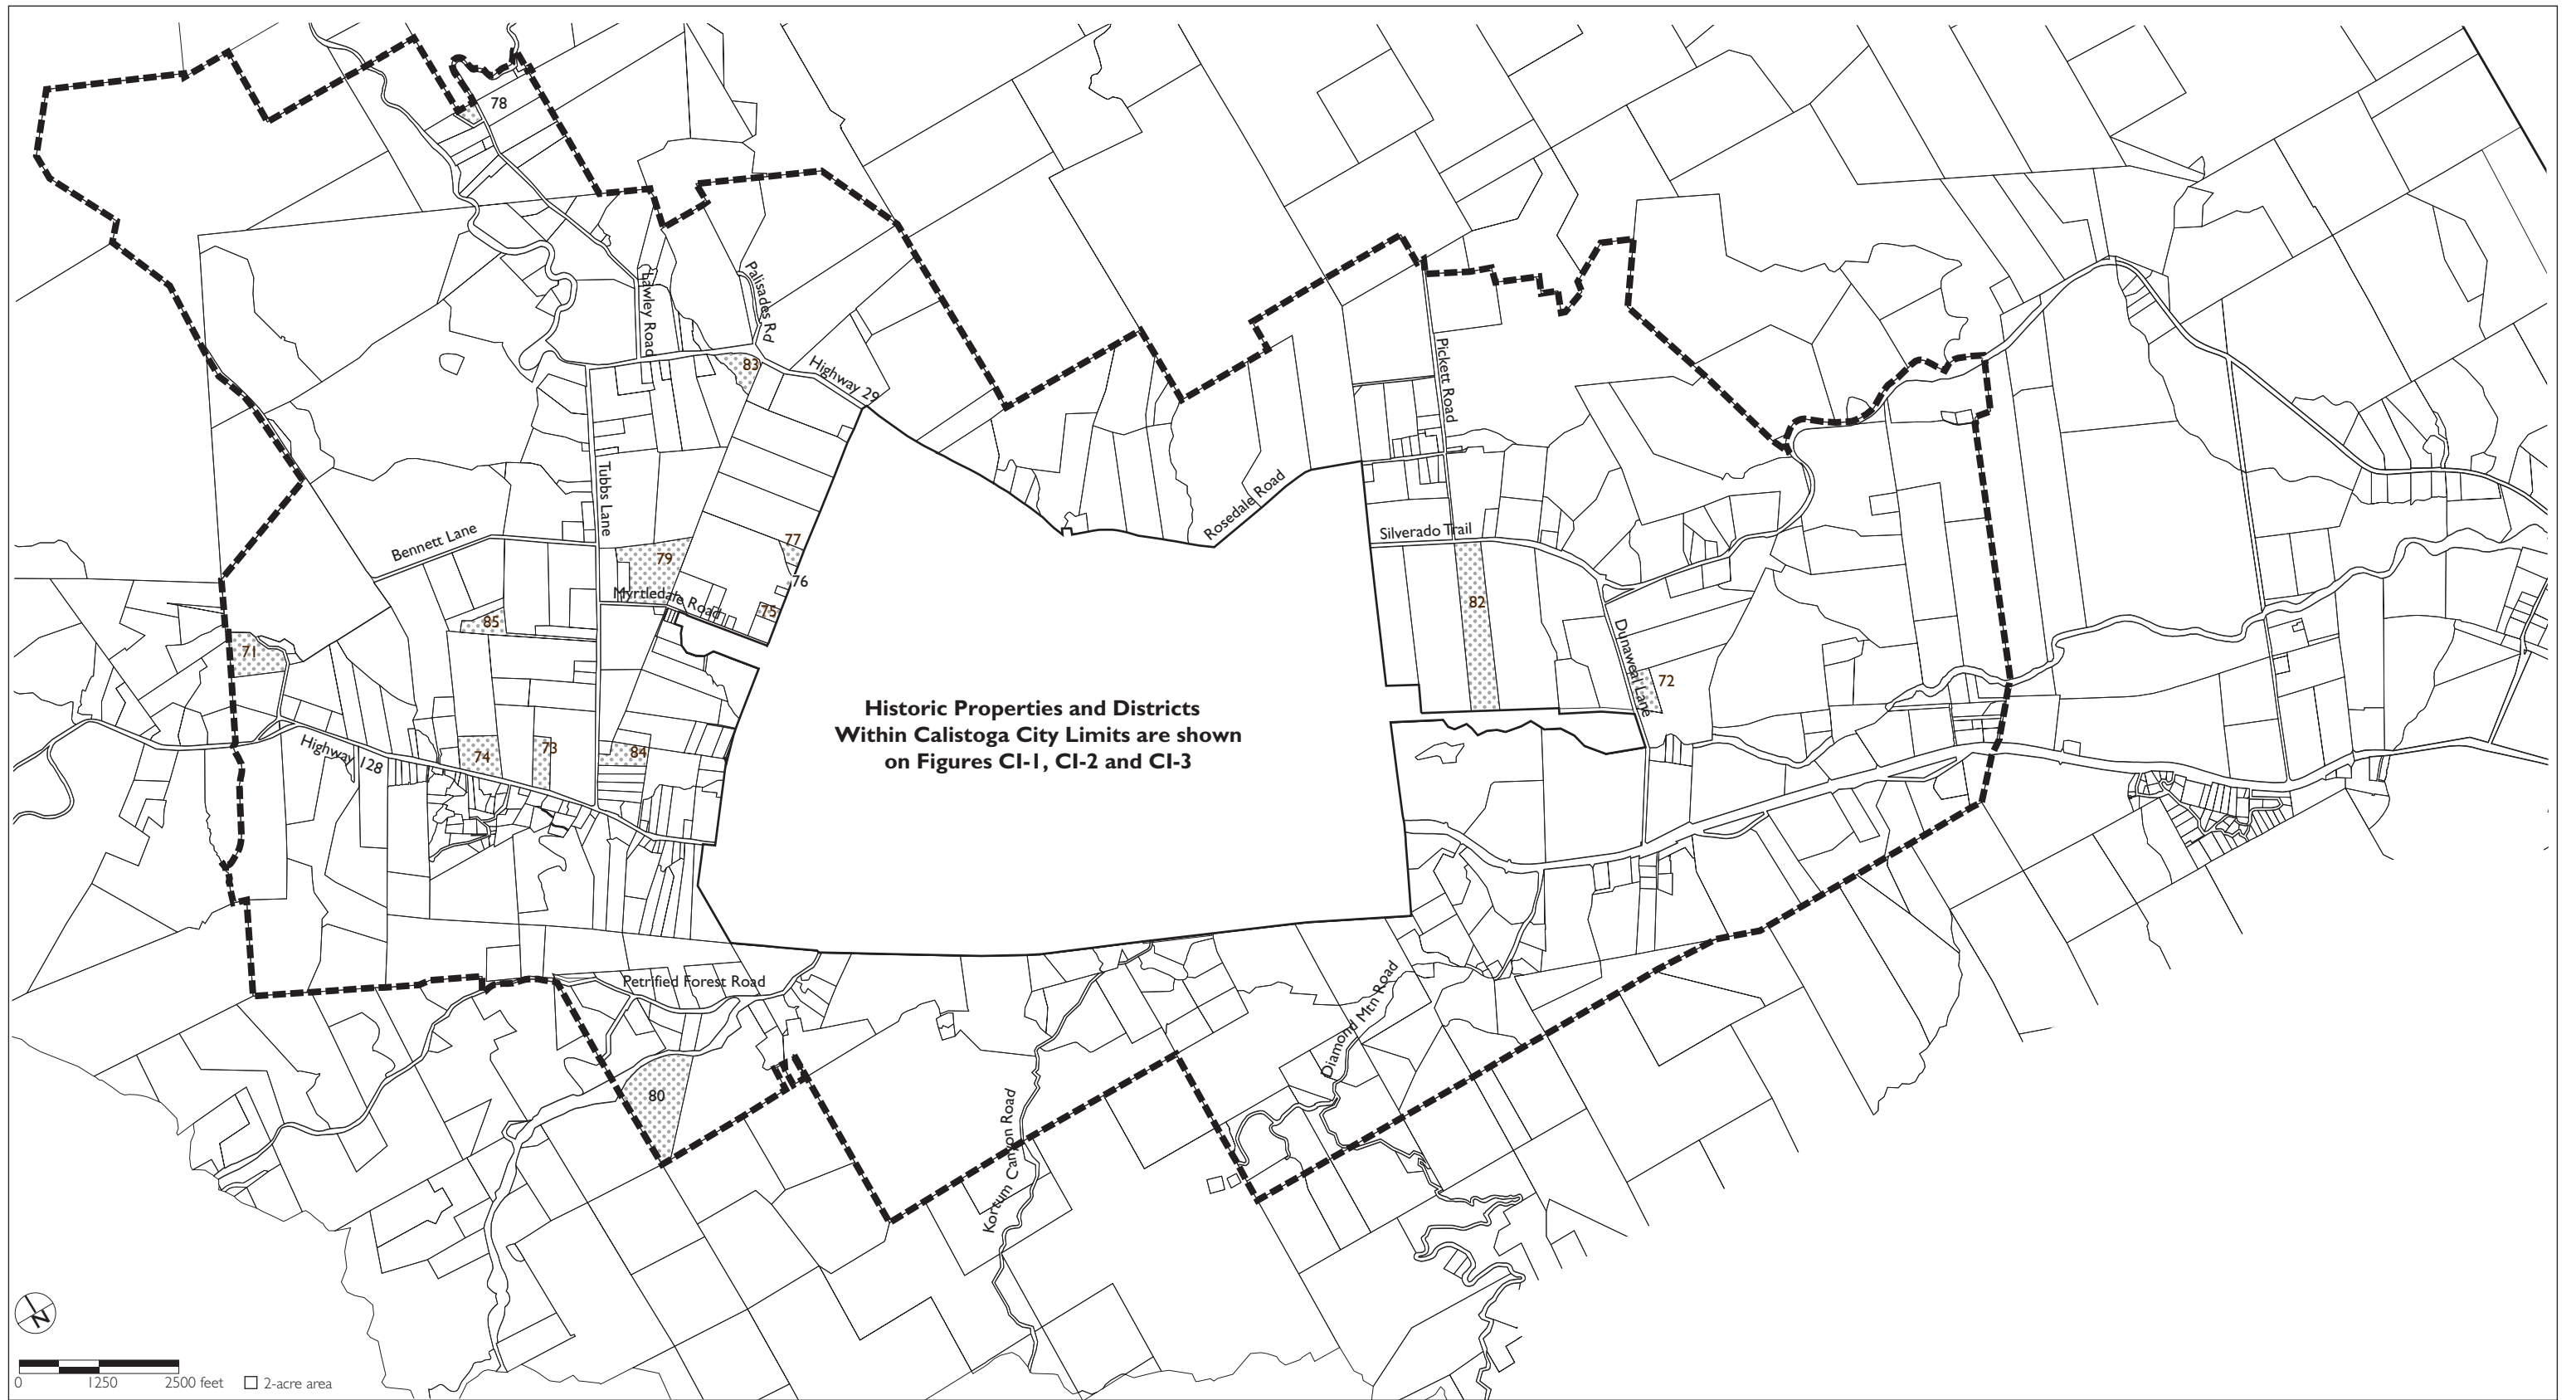 78
Lawley Road
Palisades Rd
83
Highway 29
Pickett Road
Tubbs Lane
Rosedale Road
Silverado Trail
Bennett Lane
77
79
76
Myrtledale Road
75
82
85
71
Dunaweal Lane
72
Historic Properties and Districts
Within Calistoga City Limits are shown
on Figures CI-1, CI-2 and CI-3
Highway 128
74
73
84
Petrified Forest Road
Diamond Mtn Road
80
Kortum Canyon Road
N
0 1250 2500 feet 2-acre area